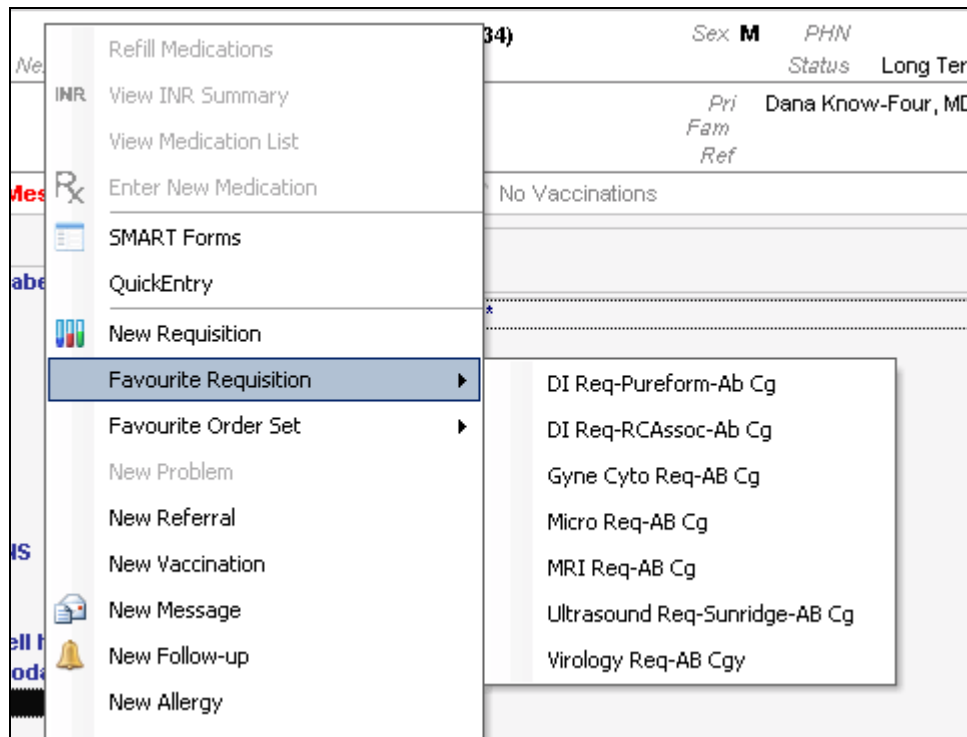 34) Sex M PHN
Status Long Ter
Pri Dana Know-Four, MD
Fam
Ref
No Vaccinations
*
Refill Medications
INR View INR Summary
View Medication List
Rx Enter New Medication
SMART Forms
QuickEntry
New Requisition
Favourite Requisition
Favourite Order Set
New Problem
New Referral
New Vaccination
New Message
New Follow-up
New Allergy
DI Req-Pureform-Ab Cg
DI Req-RCAssoc-Ab Cg
Gyne Cyto Req-AB Cg
Micro Req-AB Cg
MRI Req-AB Cg
Ultrasound Req-Sunridge-AB Cg
Virology Req-AB Cgy